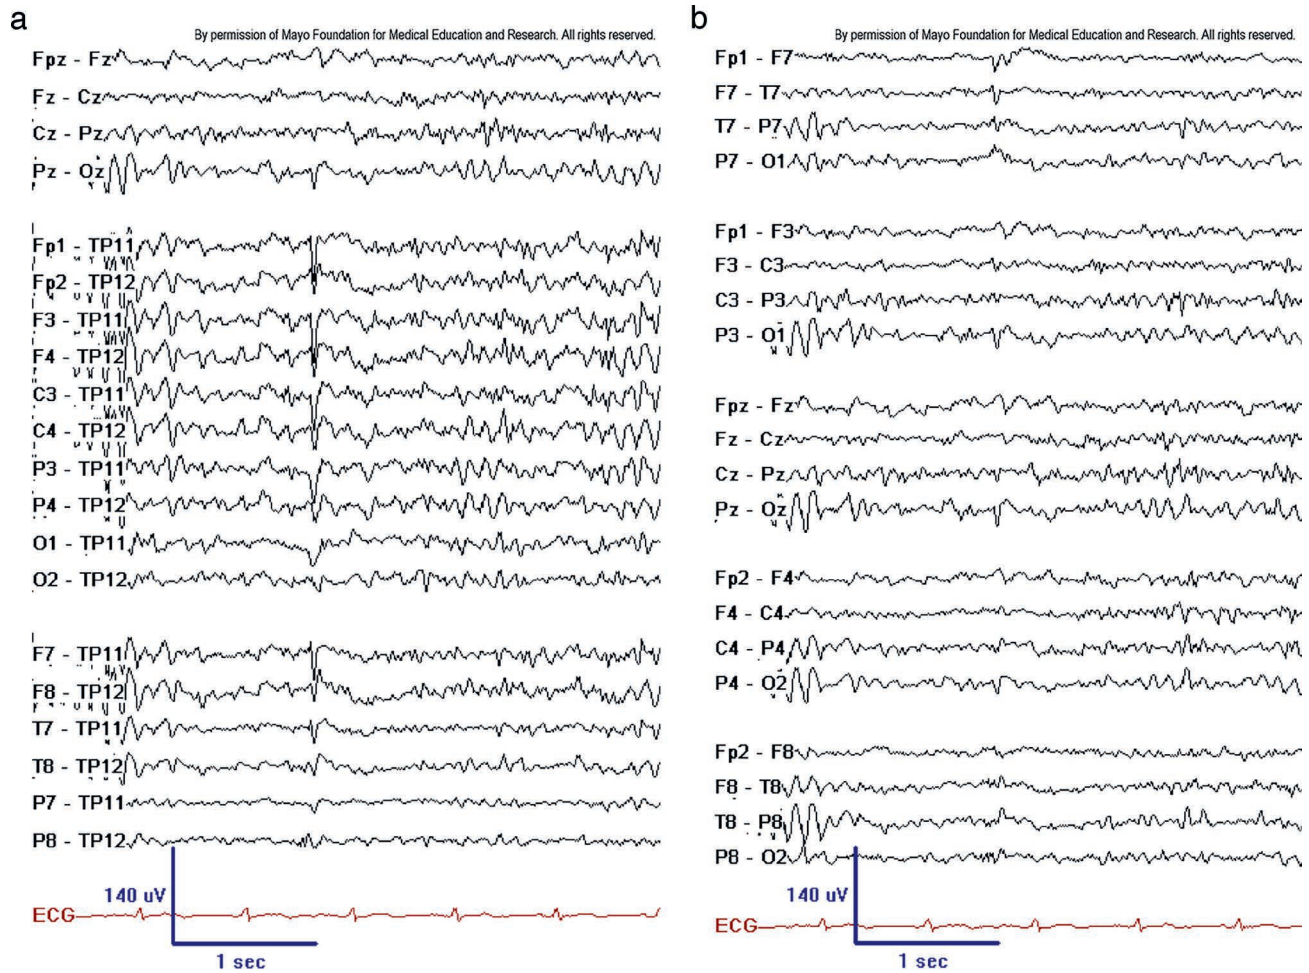 a
By permission of Mayo Foundation for Medical Education and Research. All rights reserved.
Fpz - Fz
Fz - Cz
Cz - Pz
Pz - Oz
Fp1 - TP11
Fp2 - TP12
F3 - TP11
F4 - TP12
C3 - TP11
C4 - TP12
P3 - TP11
P4 - TP12
O1 - TP11
O2 - TP12
F7 - TP11
F8 - TP12
T7 - TP11
T8 - TP12
P7 - TP11
P8 - TP12
140 uV
ECG
1 sec
b
By permission of Mayo Foundation for Medical Education and Research. All rights reserved.
Fp1 - F7
F7 - T7
T7 - P7
P7 - O1
Fp1 - F3
F3 - C3
C3 - P3
P3 - O1
Fpz - Fz
Fz - Cz
Cz - Pz
Pz - Oz
Fp2 - F4
F4 - C4
C4 - P4
P4 - O2
Fp2 - F8
F8 - T8
T8 - P8
P8 - O2
140 uV
ECG
1 sec